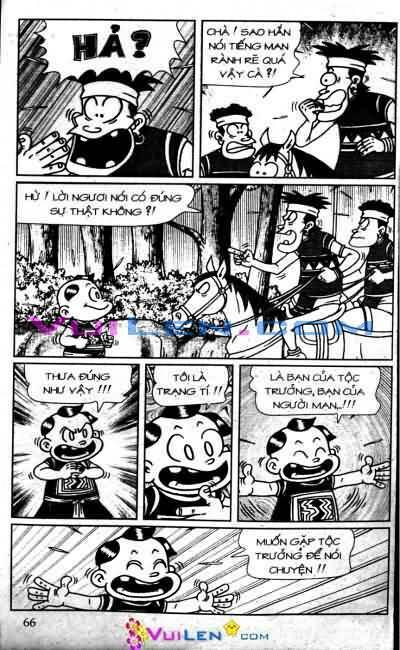 HẢ?
CHÀ! SAO HẮN
NÓI TIẾNG MAN
RÀNH RẼ QUÁ
VẬY CÀ?!
HỪ! LỜI NGƯƠI NÓI CÓ ĐÚNG
SỰ THẬT KHÔNG?!
VUILEN.COM
THƯA ĐÚNG
NHƯ VẬY!!!
TÔI LÀ
TRẠNG TÍ!!
LÀ BẠN CỦA TỘC
TRƯỞNG, BẠN CỦA
NGƯỜI MAN...!!!
MUỐN GẶP TỘC
TRƯỞNG ĐỂ NÓI
CHUYỆN!!
66
VUILEN.COM